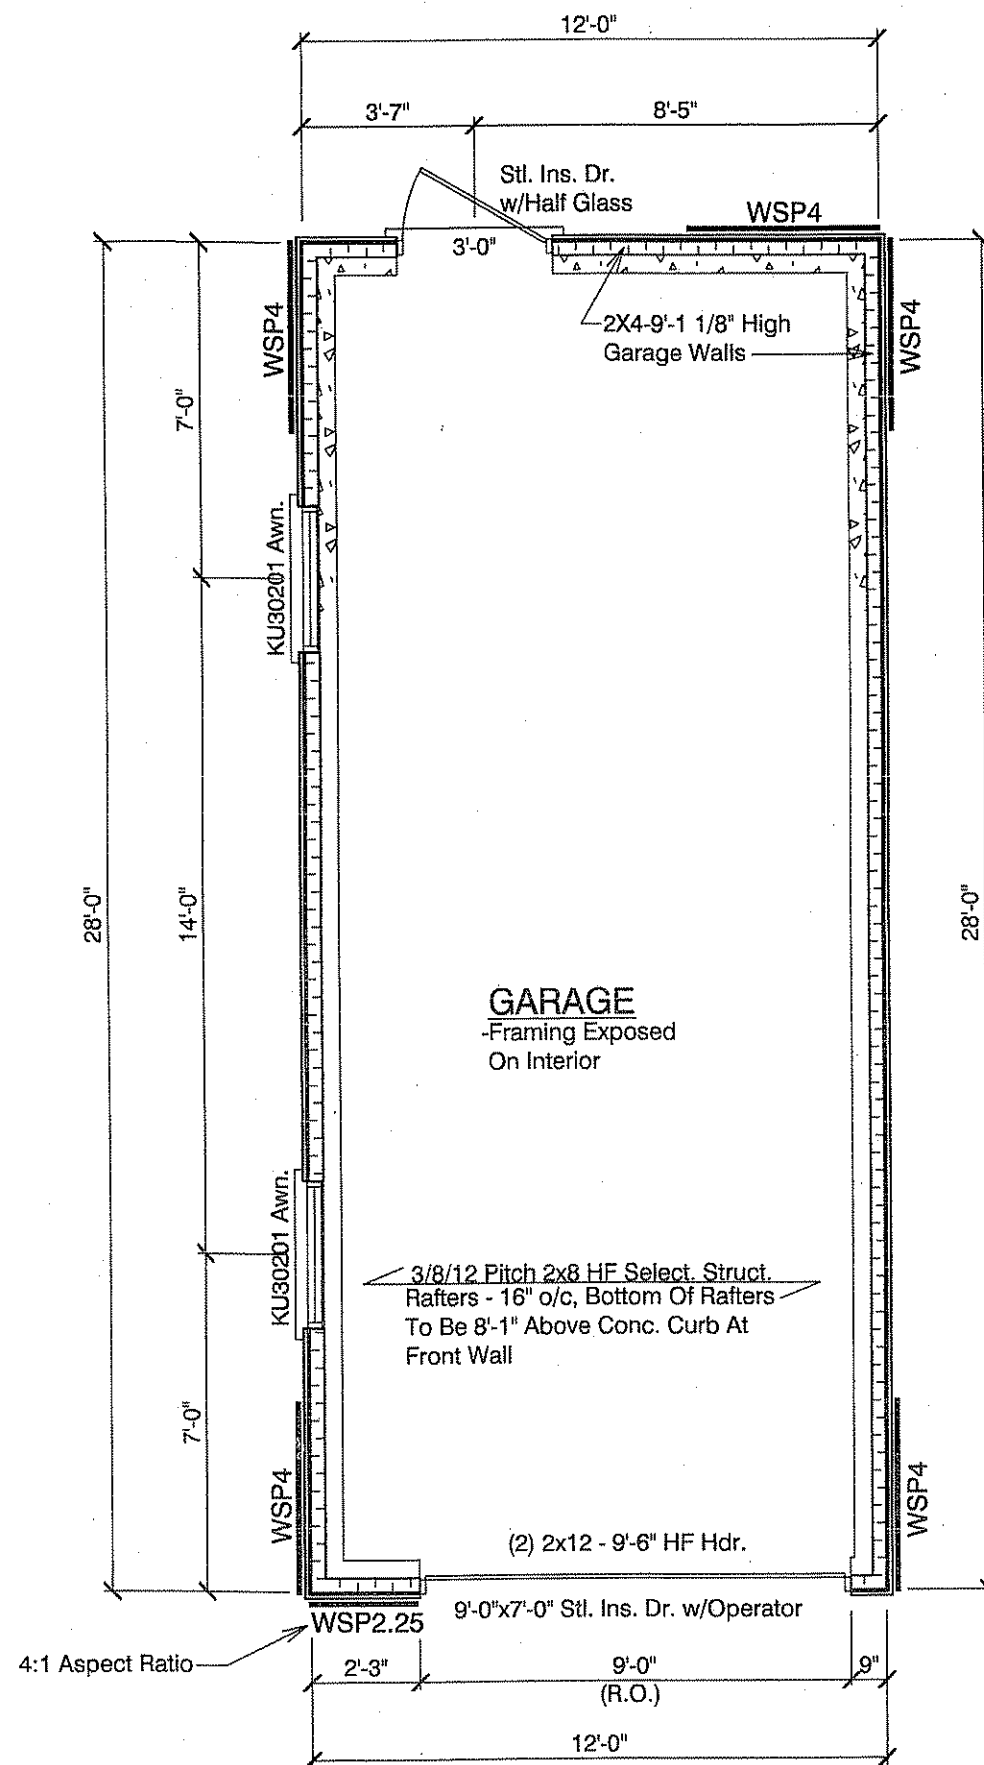 12'-0"
3'-7"
8'-5"
Stl. Ins. Dr.
w/Half Glass
WSP4
3'-0"
2X4-9'-1 1/8" High
Garage Walls
WSP4
WSP4
7'-0"
KU30201 Awn.
28'-0"
14'-0"
28'-0"
GARAGE
-Framing Exposed
On Interior
KU30201 Awn.
3/8/12 Pitch 2x8 HF Select. Struct.
Rafters - 16" o/c, Bottom Of Rafters
To Be 8'-1" Above Conc. Curb At
Front Wall
7'-0"
WSP4
WSP4
(2) 2x12 - 9'-6" HF Hdr.
WSP2.25
9'-0"x7'-0" Stl. Ins. Dr. w/Operator
4:1 Aspect Ratio
2'-3"
9'-0"
(R.O.)
9"
12'-0"